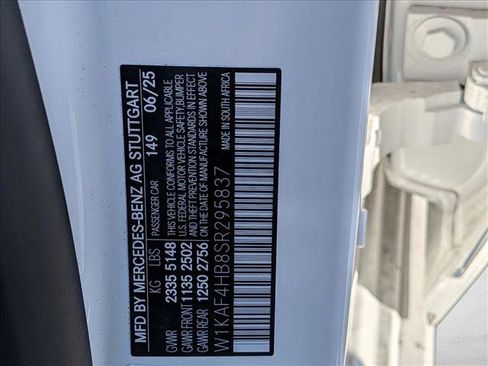 MFD BY MERCEDES-BENZ AG STUTTGART
KG LBS PASSENGER CAR 149 06/25
GVWR 2335 5148 THIS VEHICLE CONFORMS TO ALL APPLICABLE
GAWR FRONT 1135 2502 U.S. FEDERAL MOTOR VEHICLE SAFETY BUMPER
AND THEFT PREVENTION STANDARDS IN EFFECT
GAWR REAR 1250 2756 ON THE DATE OF MANUFACTURE SHOWN ABOVE
MADE IN SOUTH AFRICA
W1KAF4HB8SR295837